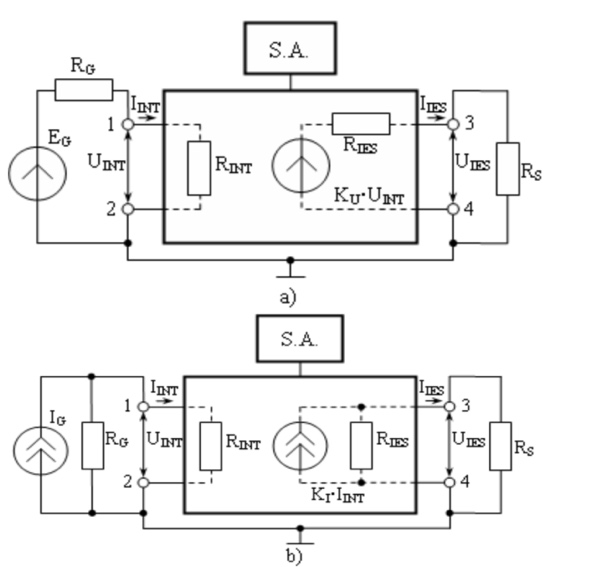 S.A.
RG
IINT
IIES
1
3
EG
UINT
RINT
RIES
UIES
RS
KU·UINT
2
4
a)
S.A.
IINT
IIES
1
3
IG
RG
UINT
RINT
RIES
UIES
RS
2
4
KI·IINT
b)